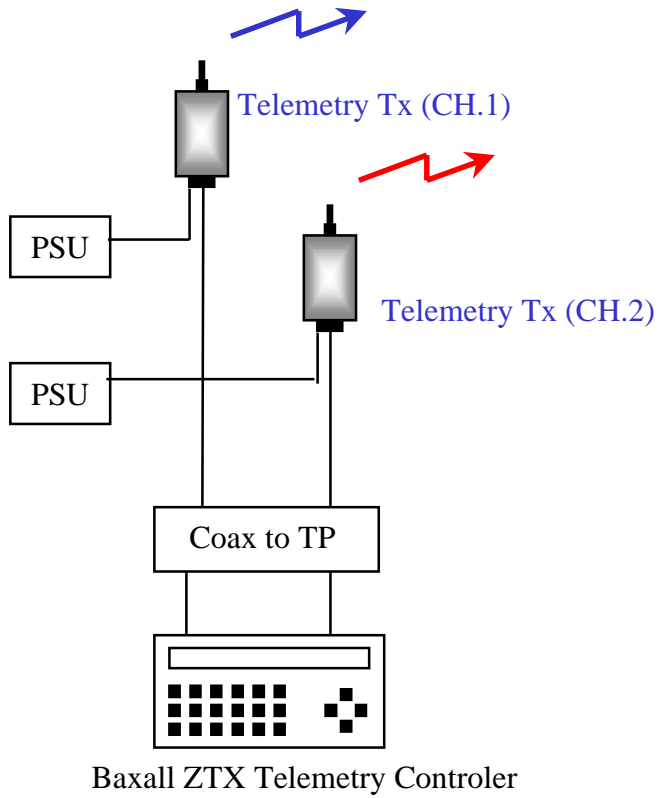 Telemetry Tx (CH.1)
PSU
Telemetry Tx (CH.2)
PSU
Coax to TP
Baxall ZTX Telemetry Controler